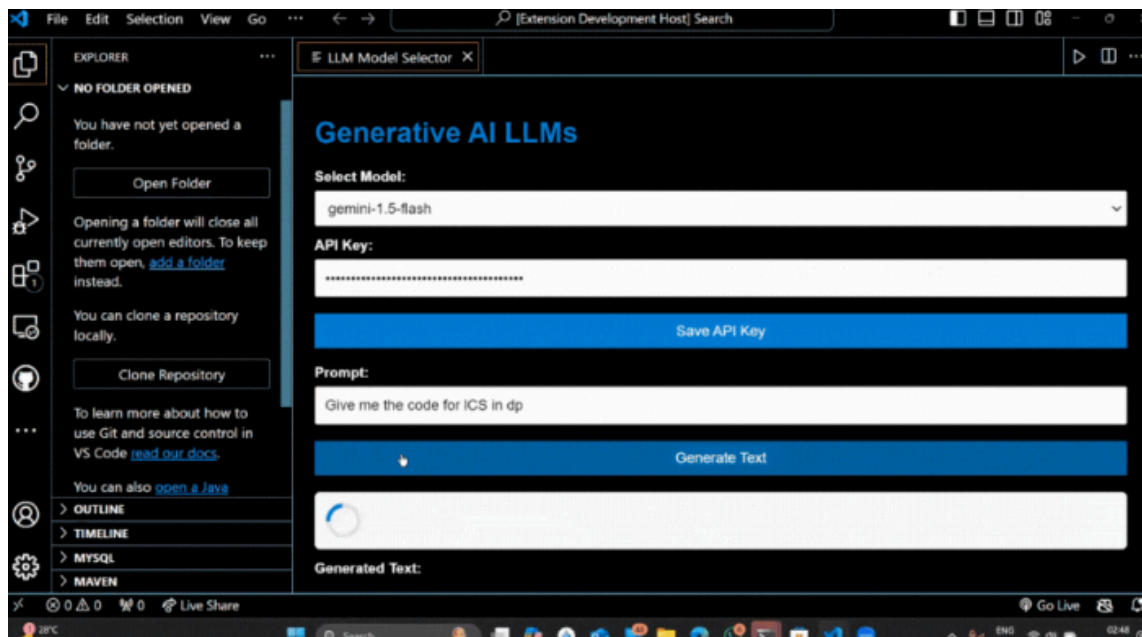 File Edit Selection View Go ··· [Extension Development Host] Search
EXPLORER ···
NO FOLDER OPENED
You have not yet opened a
folder.
Open Folder
Opening a folder will close all
currently open editors. To keep
them open, add a folder
instead.
You can clone a repository
locally.
Clone Repository
To learn more about how to
use Git and source control in
VS Code read our docs.
You can also open a Java
OUTLINE
TIMELINE
MYSQL
MAVEN
LLM Model Selector
Generative AI LLMs
Select Model:
gemini-1.5-flash
API Key:
Save API Key
Prompt:
Give me the code for ICS in dp
Generate Text
Generated Text:
0 0 0 Live Share Go Live
28°C Search ENG 02:48